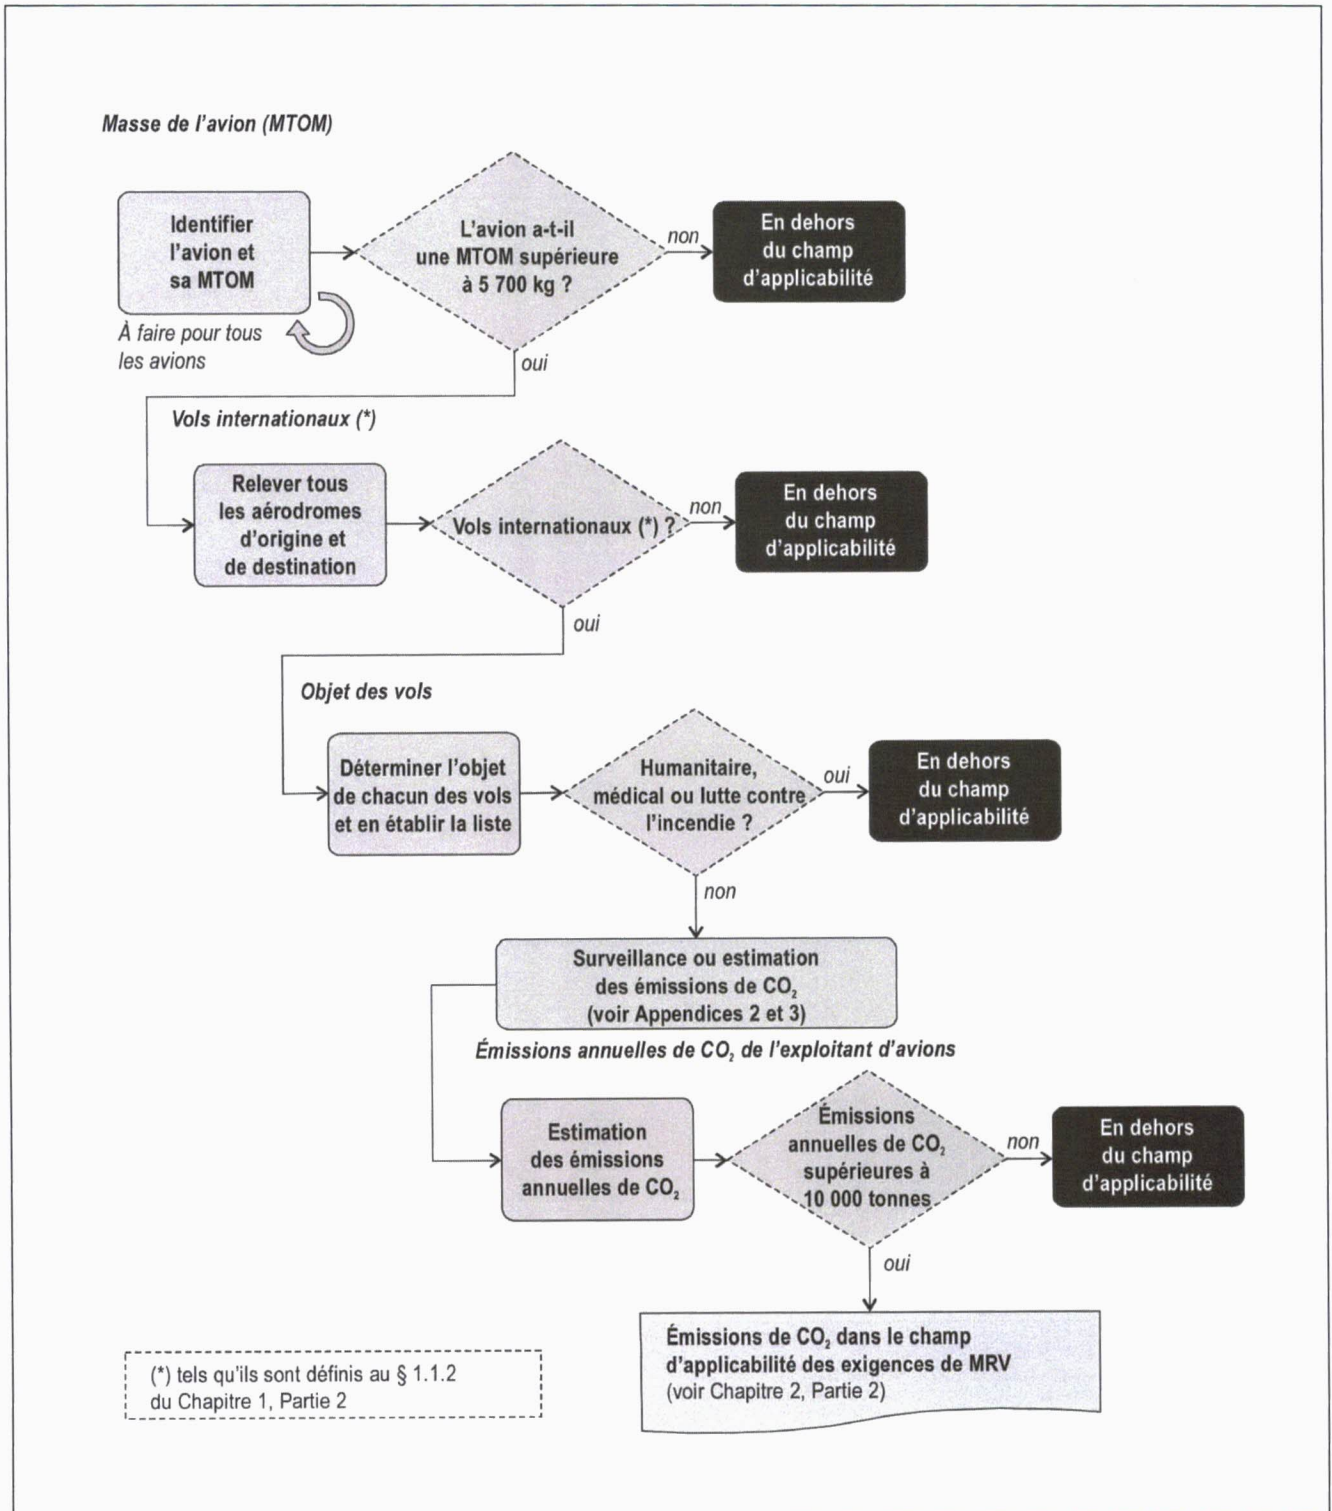 Masse de l'avion (MTOM)
Identifier
l'avion et
sa MTOM
À faire pour tous
les avions
L'avion a-t-il
une MTOM supérieure
à 5 700 kg ?
non
En dehors
du champ
d'applicabilité
oui
Vols internationaux (*)
Relever tous
les aérodromes
d'origine et
de destination
Vols internationaux (*) ?
non
En dehors
du champ
d'applicabilité
oui
Objet des vols
Déterminer l'objet
de chacun des vols
et en établir la liste
Humanitaire,
médical ou lutte contre
l'incendie ?
oui
En dehors
du champ
d'applicabilité
non
Surveillance ou estimation
des émissions de CO₂
(voir Appendices 2 et 3)
Émissions annuelles de CO₂ de l'exploitant d'avions
Estimation
des émissions
annuelles de CO₂
Émissions
annuelles de CO₂
supérieures à
10 000 tonnes
non
En dehors
du champ
d'applicabilité
oui
Émissions de CO₂ dans le champ
d'applicabilité des exigences de MRV
(voir Chapitre 2, Partie 2)
(*) tels qu'ils sont définis au § 1.1.2
du Chapitre 1, Partie 2